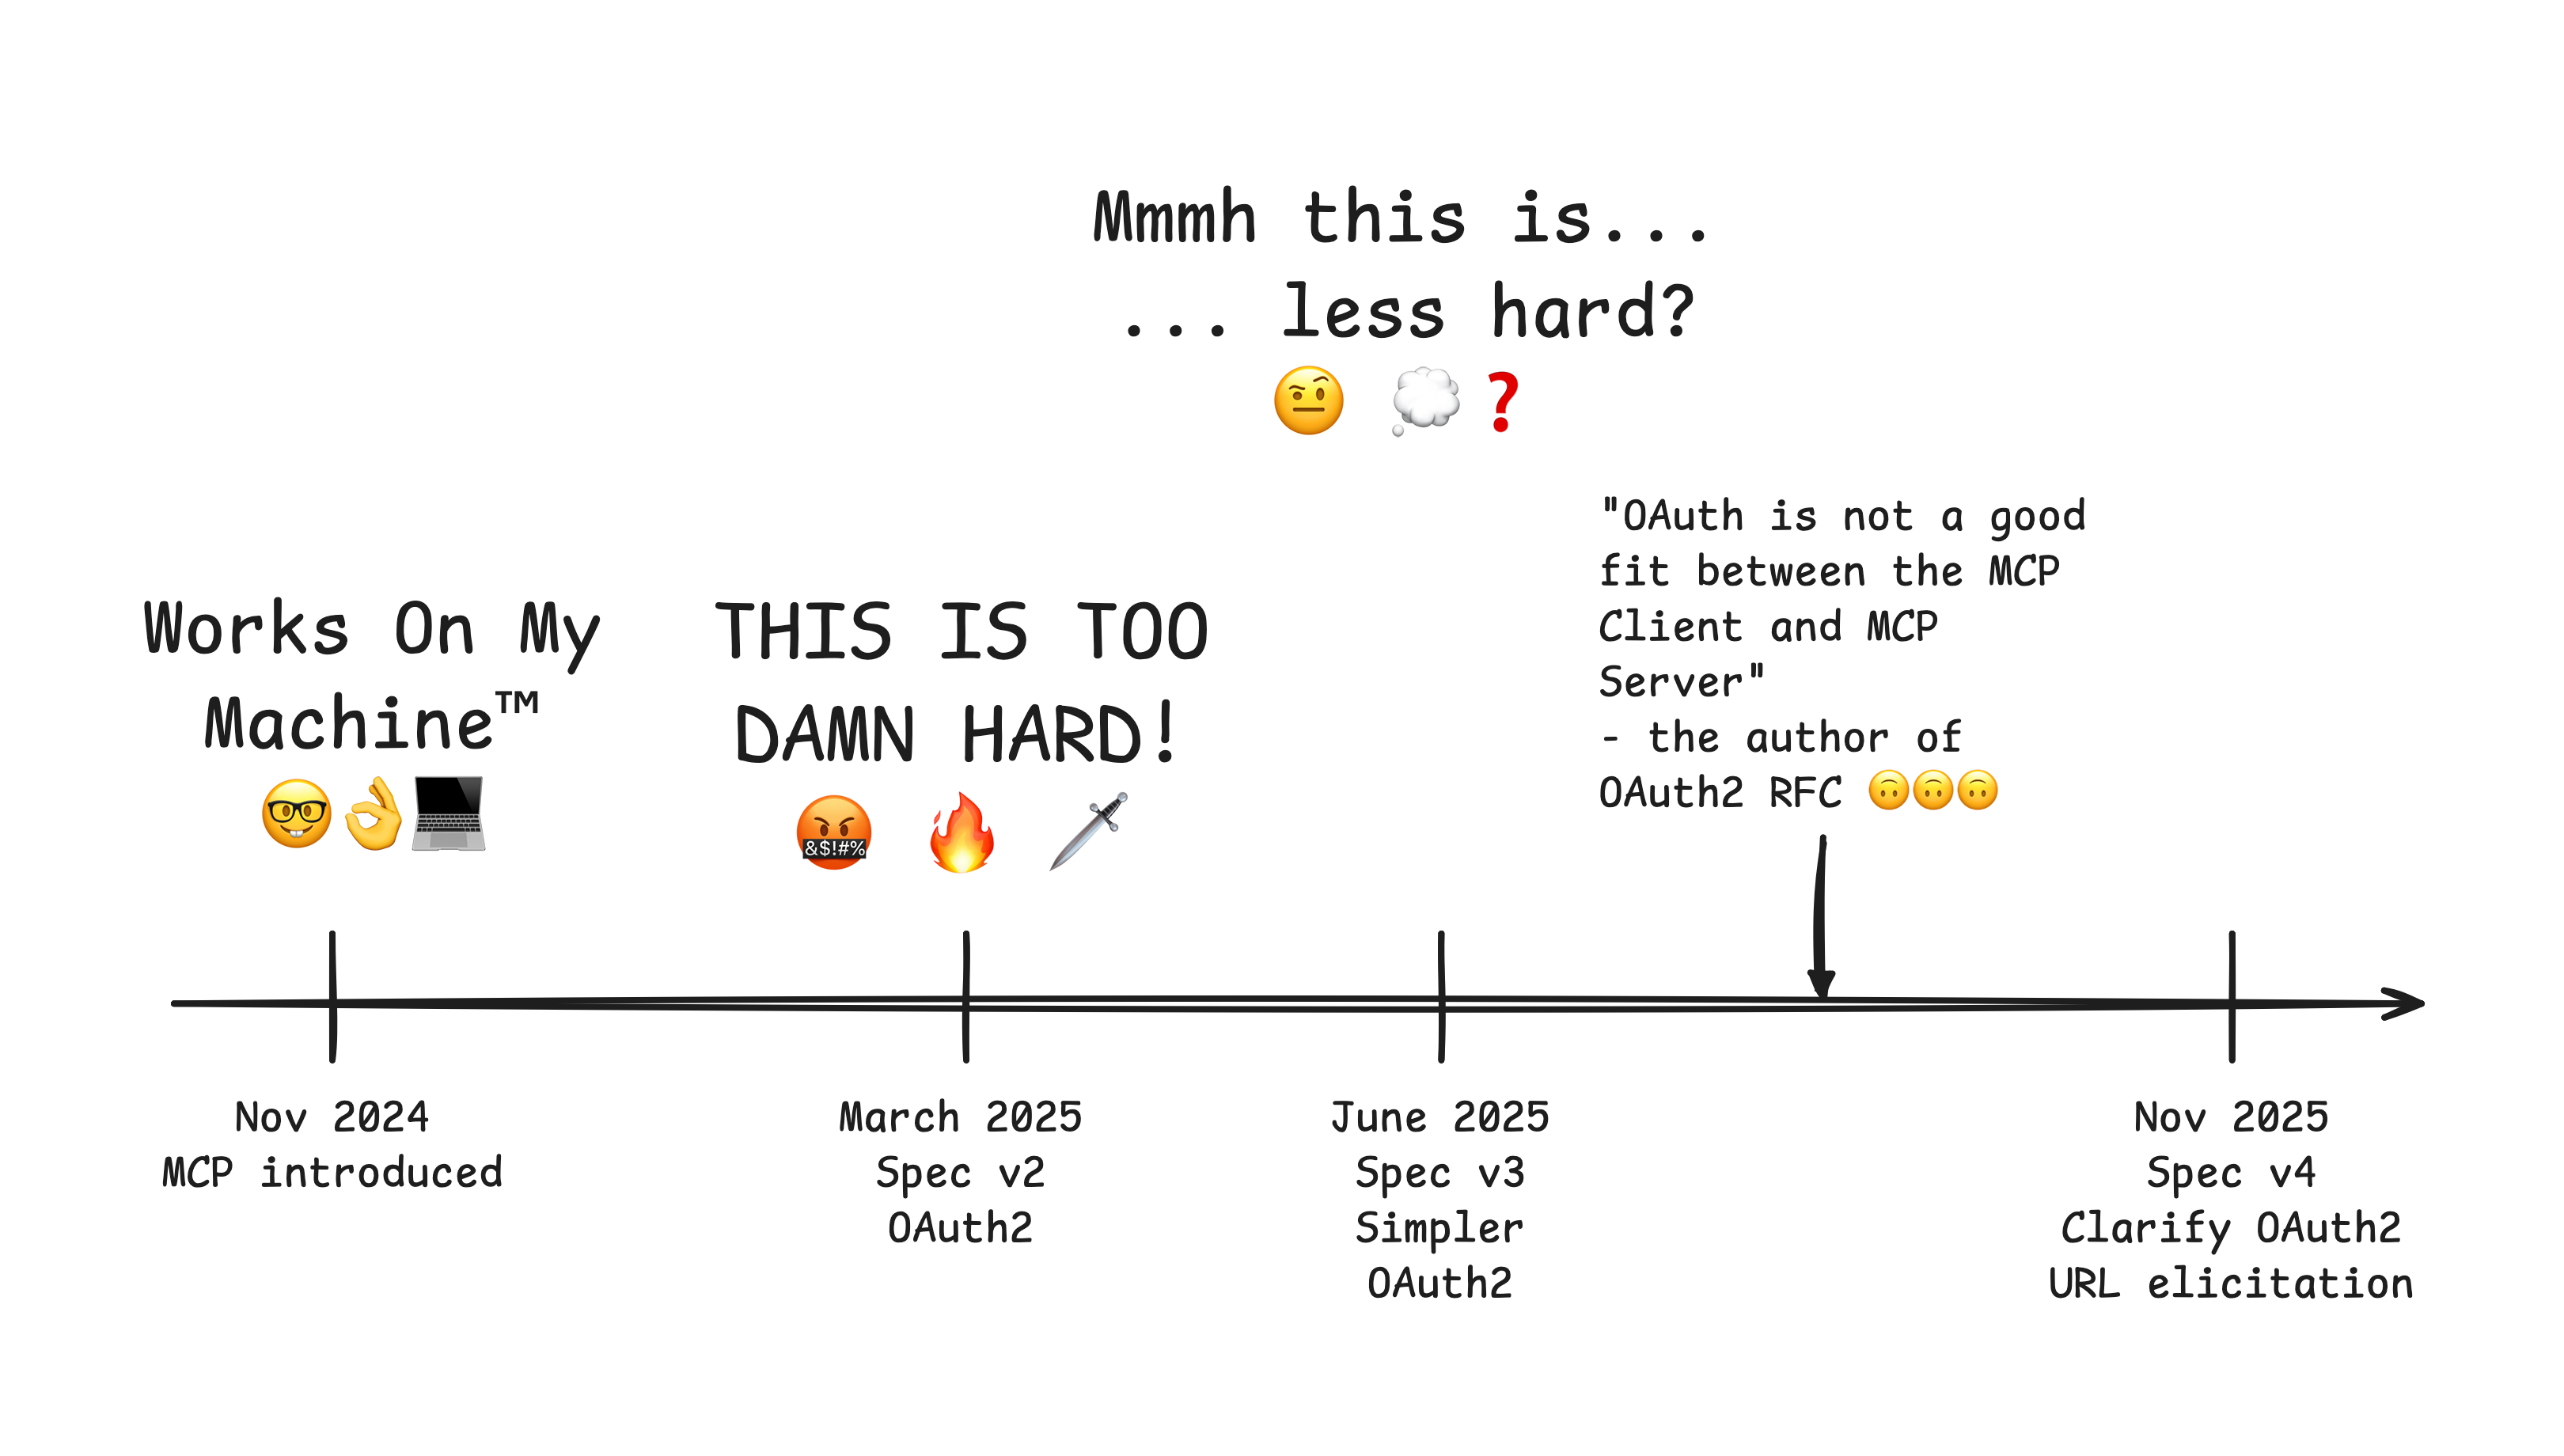 Mmmh this is...
... less hard?
🤨 💭❓
Works On My
Machine™
🤓👌💻
THIS IS TOO
DAMN HARD!
🤬 🔥 🗡️
"OAuth is not a good
fit between the MCP
Client and MCP
Server"
- the author of
OAuth2 RFC 🙃🙃🙃
Nov 2024
MCP introduced
March 2025
Spec v2
OAuth2
June 2025
Spec v3
Simpler
OAuth2
Nov 2025
Spec v4
Clarify OAuth2
URL elicitation